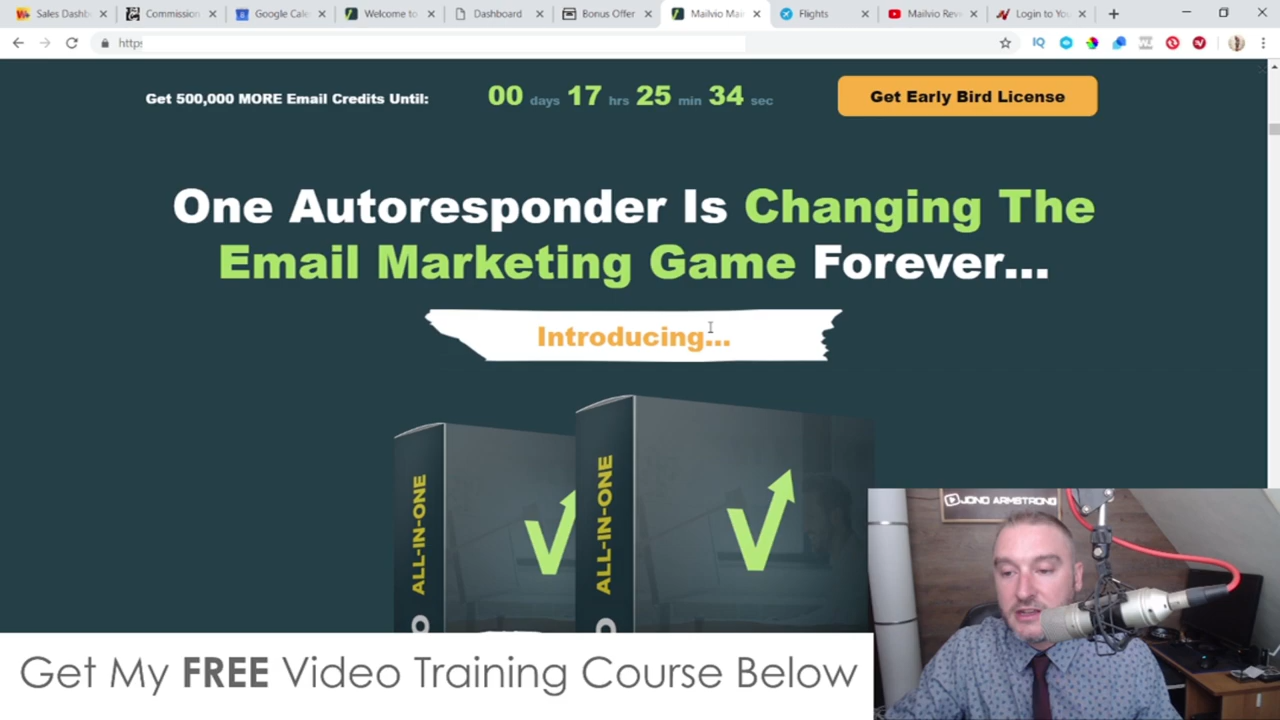 Sales Dashb
Commission
Google Cale
Welcome to
Dashboard
Bonus Offer
Mailvio Mai
Flights
Mailvio Rev
Login to You
https
Get 500,000 MORE Email Credits Until:
00 days 17 hrs 25 min 34 sec
Get Early Bird License
One Autoresponder Is Changing The
Email Marketing Game Forever...
Introducing...
ALL-IN-ONE
ALL-IN-ONE
JONO ARMSTRONG
Get My FREE Video Training Course Below